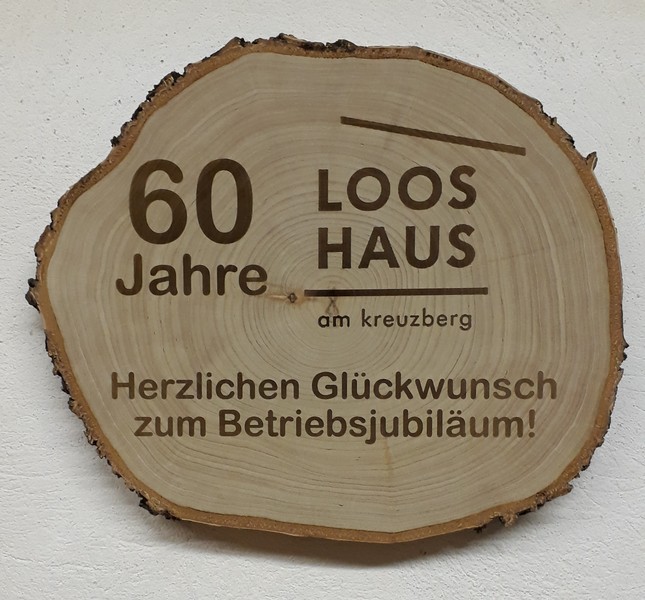 60
Jahre
LOOS
HAUS
am kreuzberg
Herzlichen Glückwunsch
zum Betriebsjubiläum!